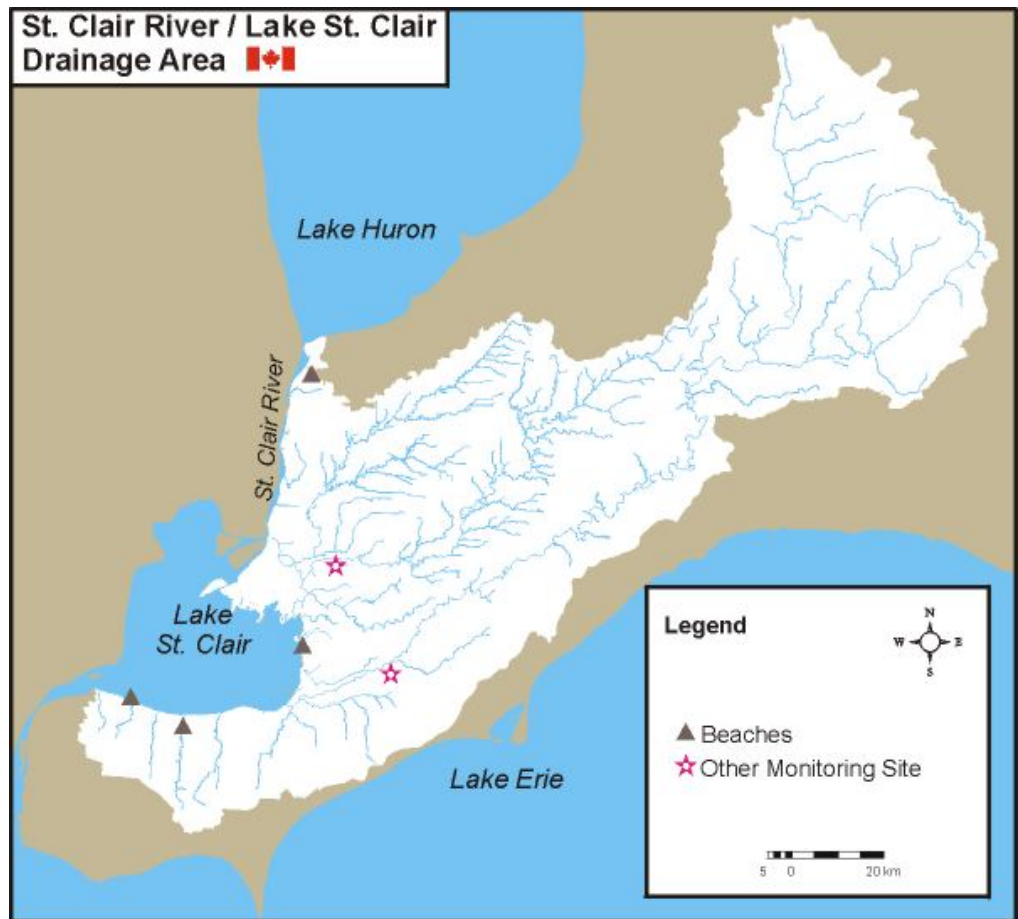 St. Clair River / Lake St. Clair
Drainage Area
Lake Huron
St. Clair River
Lake
St. Clair
Lake Erie
Legend
N
W E
S
Beaches
Other Monitoring Site
5 0 20 km